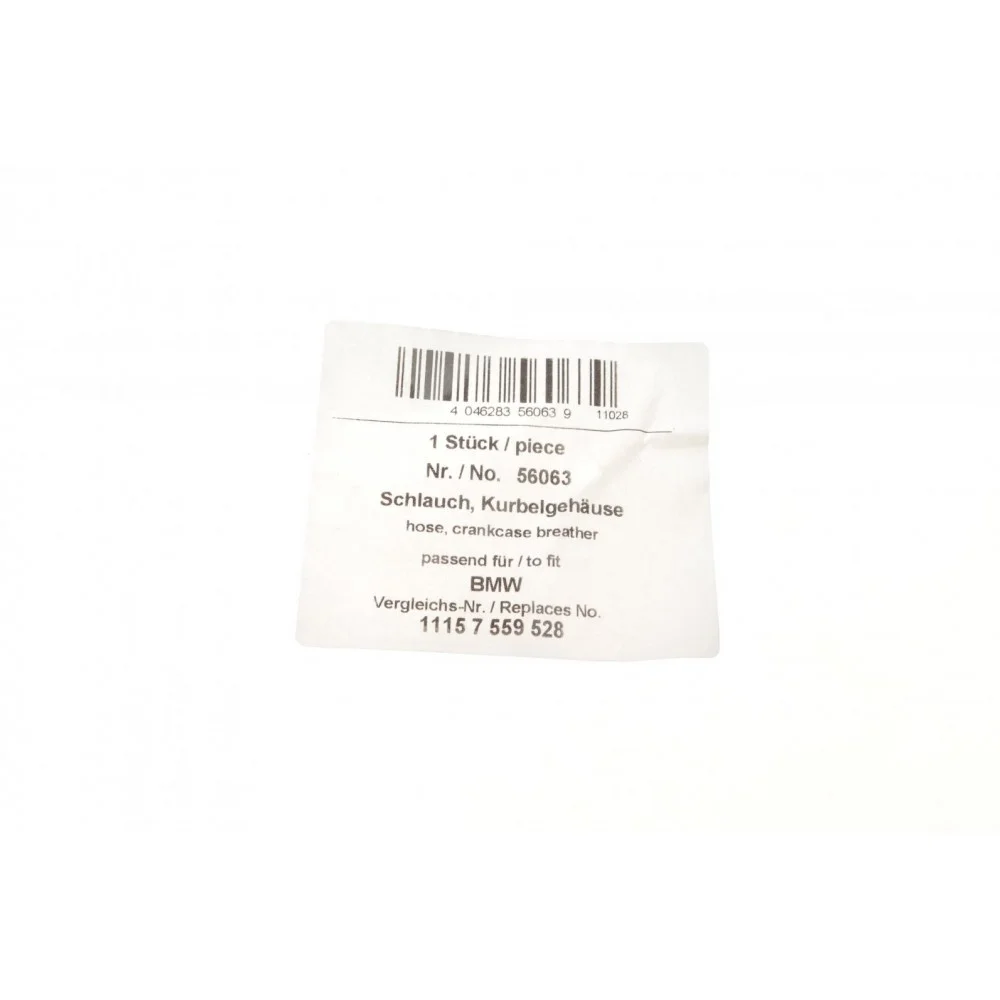 4 046283 56063 9 11026
1 Stück / piece
Nr. / No. 56063
Schlauch, Kurbelgehäuse
hose, crankcase breather
passend für / to fit
BMW
Vergleichs-Nr. / Replaces No.
1115 7 559 528